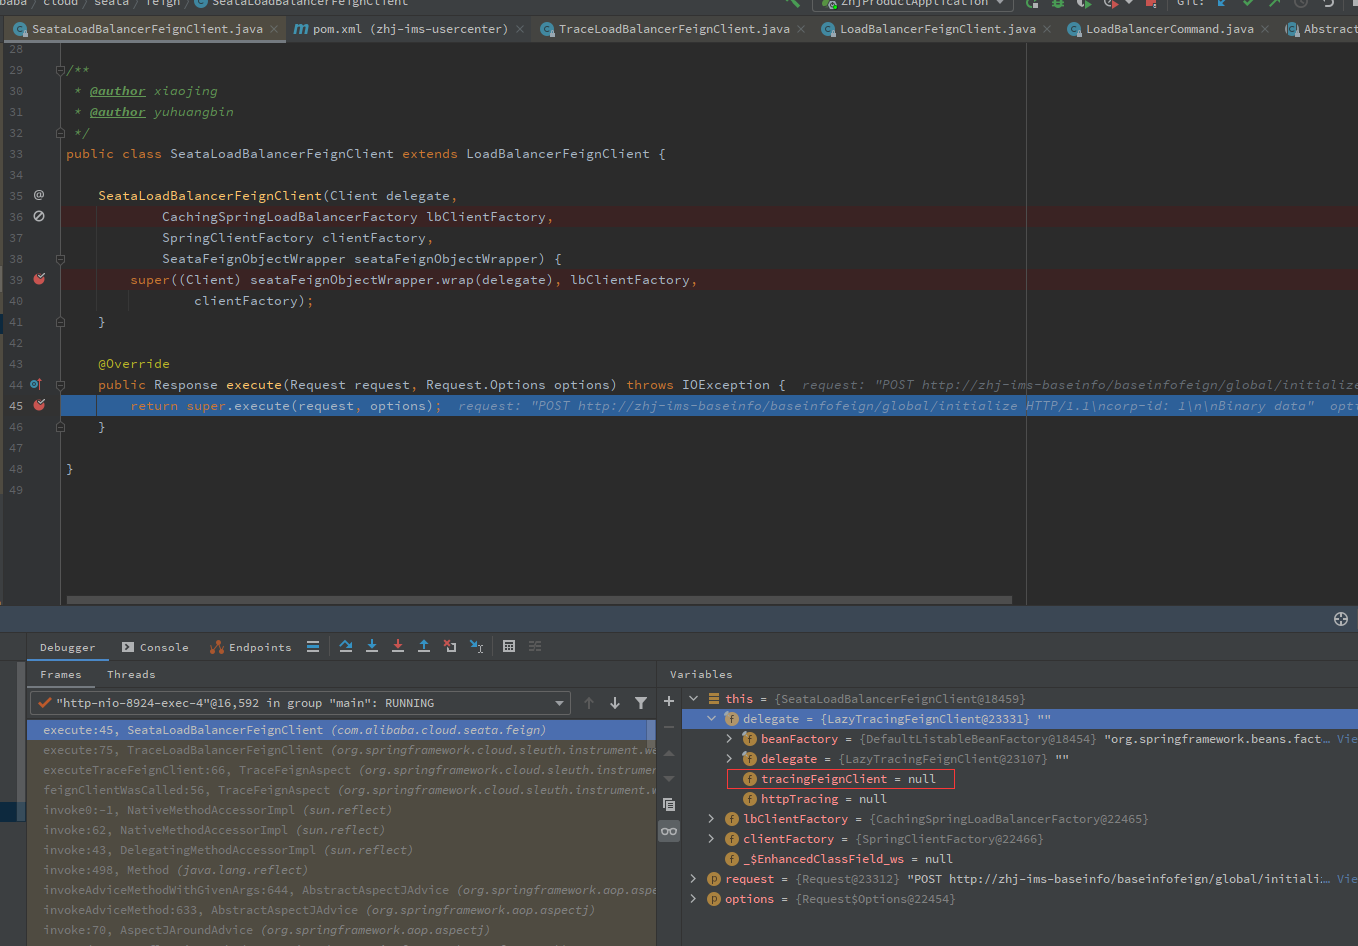 baba / cloud / seata / feign / SeataLoadBalancerFeignClient ZhjProductApplication Git:
SeataLoadBalancerFeignClient.java × pom.xml (zhj-ims-usercenter) × TraceLoadBalancerFeignClient.java × LoadBalancerFeignClient.java × LoadBalancerCommand.java × Abstract
28
29 /**
30 * @author xiaojing
31 * @author yuhuangbin
32 */
33 public class SeataLoadBalancerFeignClient extends LoadBalancerFeignClient {
34
35 SeataLoadBalancerFeignClient(Client delegate,
36 CachingSpringLoadBalancerFactory lbClientFactory,
37 SpringClientFactory clientFactory,
38 SeataFeignObjectWrapper seataFeignObjectWrapper) {
39 super((Client) seataFeignObjectWrapper.wrap(delegate), lbClientFactory,
40 clientFactory);
41 }
42
43 @Override
44 public Response execute(Request request, Request.Options options) throws IOException { request: "POST http://zhj-ims-baseinfo/baseinfofeign/global/initialize
45 return super.execute(request, options); request: "POST http://zhj-ims-baseinfo/baseinfofeign/global/initialize HTTP/1.1\ncorp-id: 1\n\nBinary data" opti
46 }
47
48 }
49
Debugger Console Endpoints
Frames Threads
"http-nio-8924-exec-4"@16,592 in group "main": RUNNING
execute:45, SeataLoadBalancerFeignClient (com.alibaba.cloud.seata.feign)
execute:75, TraceLoadBalancerFeignClient (org.springframework.cloud.sleuth.instrument.we
executeTraceFeignClient:66, TraceFeignAspect (org.springframework.cloud.sleuth.instrumen
feignClientWasCalled:56, TraceFeignAspect (org.springframework.cloud.sleuth.instrument.w
invoke0:-1, NativeMethodAccessorImpl (sun.reflect)
invoke:62, NativeMethodAccessorImpl (sun.reflect)
invoke:43, DelegatingMethodAccessorImpl (sun.reflect)
invoke:498, Method (java.lang.reflect)
invokeAdviceMethodWithGivenArgs:644, AbstractAspectJAdvice (org.springframework.aop.aspe
invokeAdviceMethod:633, AbstractAspectJAdvice (org.springframework.aop.aspectj)
invoke:70, AspectJAroundAdvice (org.springframework.aop.aspectj)
Variables
this = {SeataLoadBalancerFeignClient@18459}
delegate = {LazyTracingFeignClient@23331} ""
beanFactory = {DefaultListableBeanFactory@18454} "org.springframework.beans.fact... Vie
delegate = {LazyTracingFeignClient@23107} ""
tracingFeignClient = null
httpTracing = null
lbClientFactory = {CachingSpringLoadBalancerFactory@22465}
clientFactory = {SpringClientFactory@22466}
_$EnhancedClassField_ws = null
request = {Request@23312} "POST http://zhj-ims-baseinfo/baseinfofeign/global/initiali... Vie
options = {Request$Options@22454}